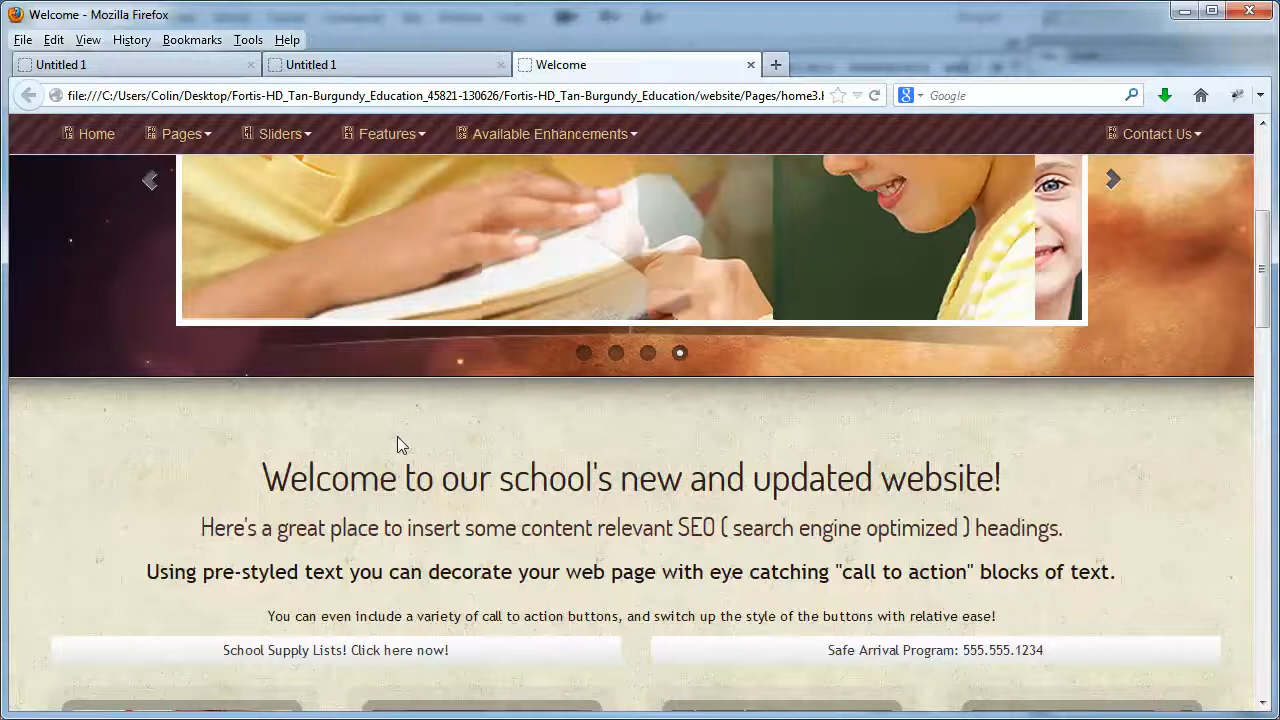 Welcome - Mozilla Firefox
File Edit View History Bookmarks Tools Help
Untitled 1
Untitled 1
Welcome
file:///C:/Users/Colin/Desktop/Fortis-HD_Tan-Burgundy_Education_45821-130626/Fortis-HD_Tan-Burgundy_Education/website/Pages/home3.h
Google
Home Pages Sliders Features Available Enhancements Contact Us
Welcome to our school's new and updated website!
Here's a great place to insert some content relevant SEO ( search engine optimized ) headings.
Using pre-styled text you can decorate your web page with eye catching "call to action" blocks of text.
You can even include a variety of call to action buttons, and switch up the style of the buttons with relative ease!
School Supply Lists! Click here now!
Safe Arrival Program: 555.555.1234